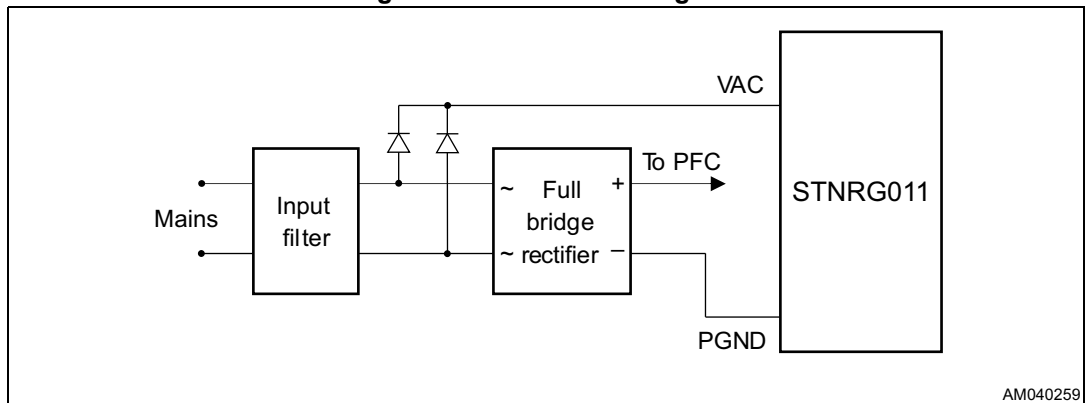 VAC
To PFC
STNRG011
Mains
Input
filter
~
Full
+
bridge
~
rectifier
–
PGND
AM040259